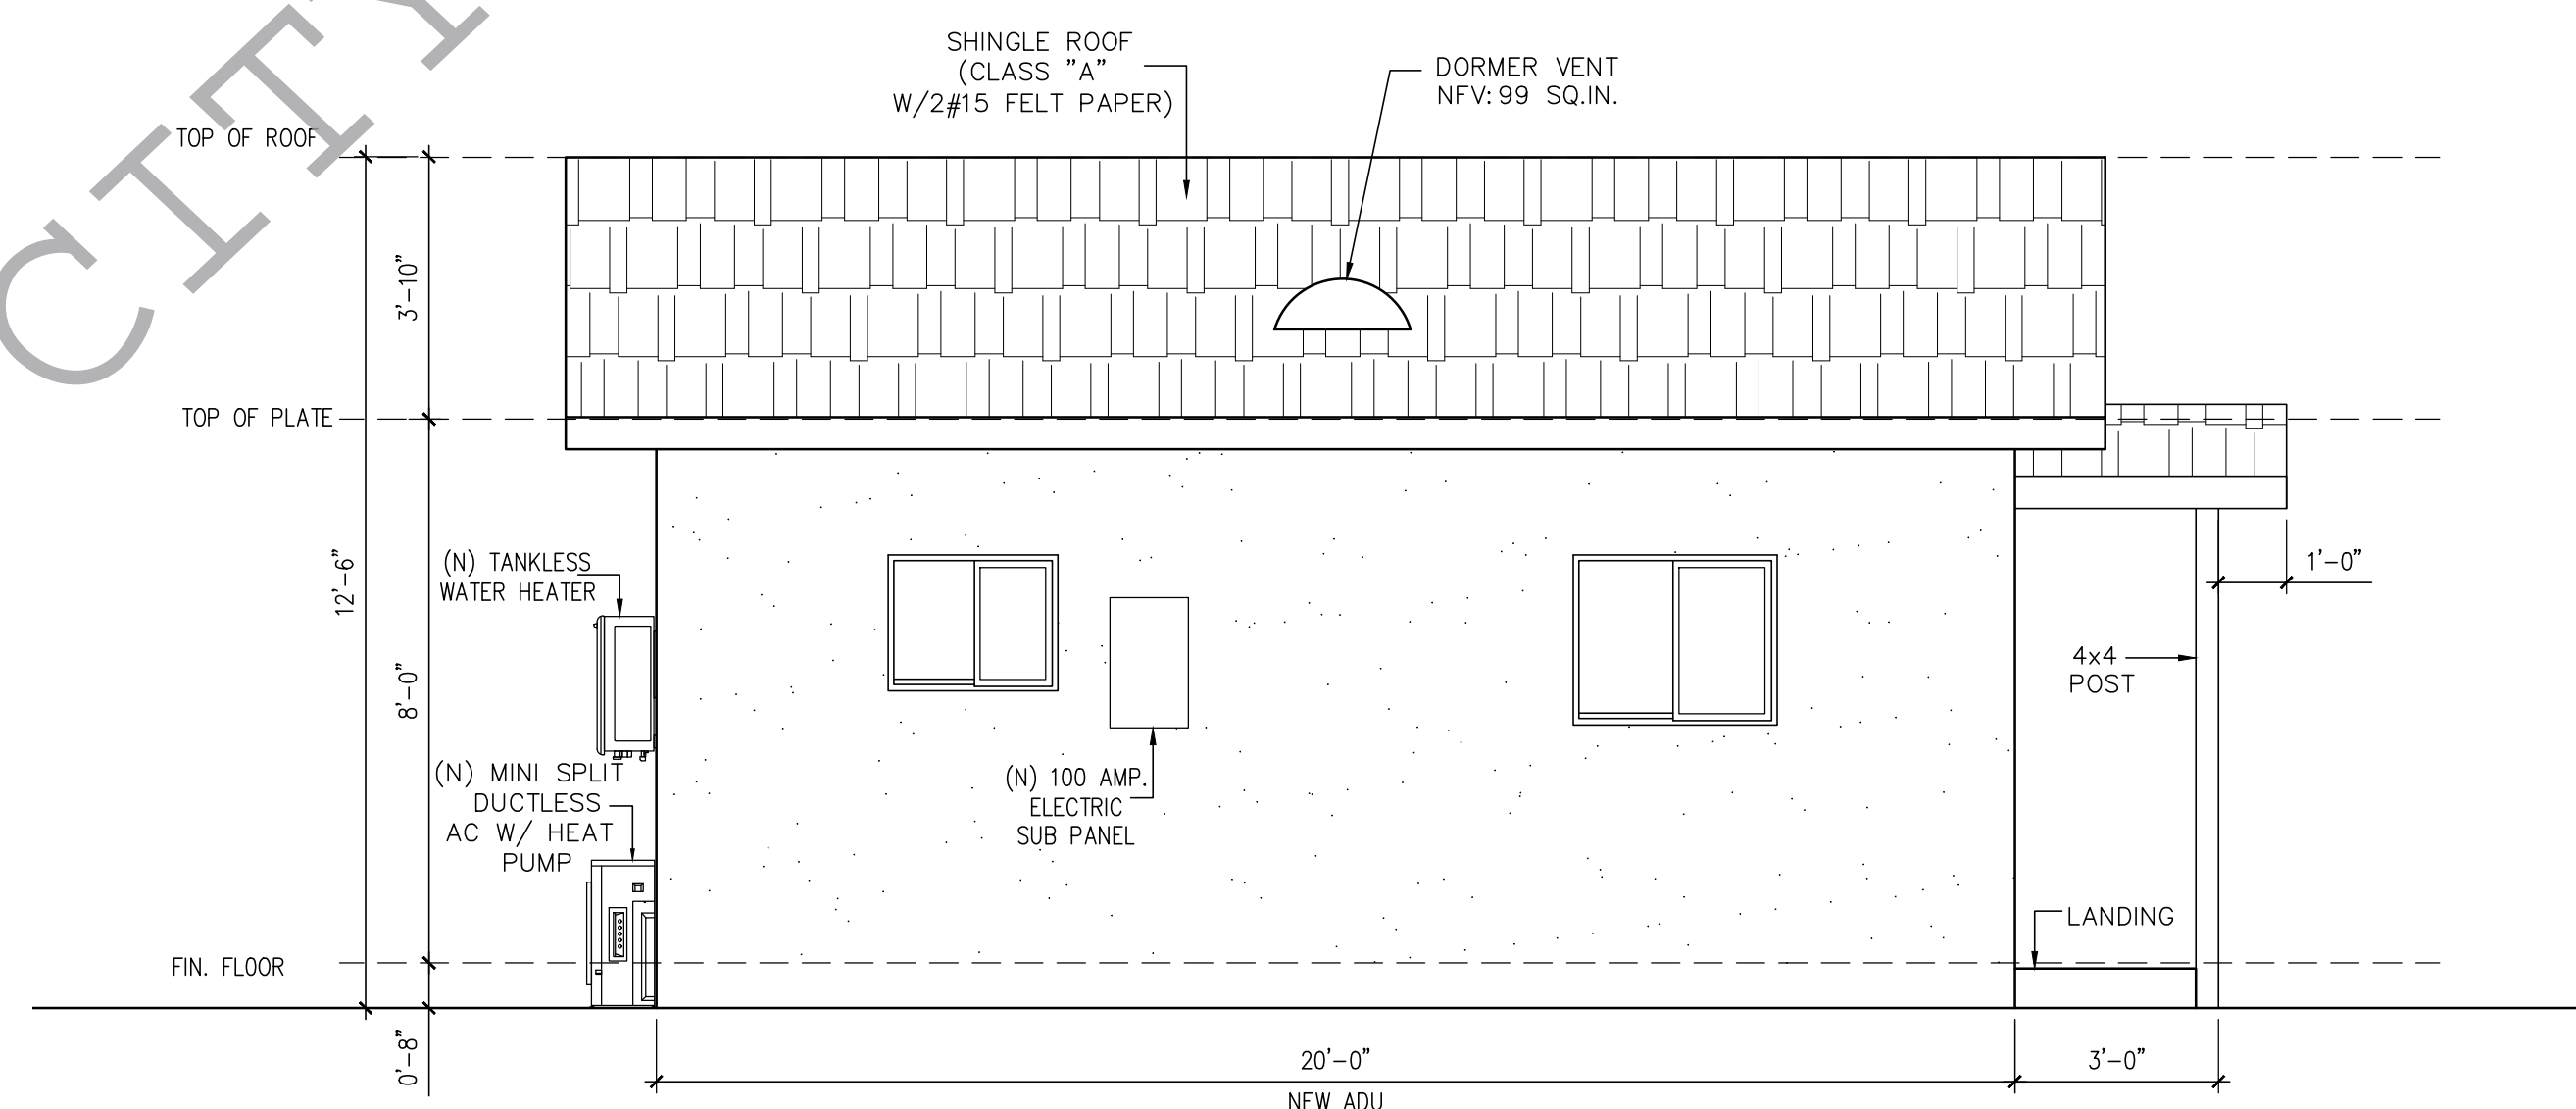 CITY
SHINGLE ROOF
(CLASS "A"
W/2#15 FELT PAPER)
DORMER VENT
NFV: 99 SQ.IN.
TOP OF ROOF
3'-10"
TOP OF PLATE
12'-6"
8'-0"
(N) TANKLESS
WATER HEATER
1'-0"
4x4
POST
(N) MINI SPLIT
DUCTLESS
AC W/ HEAT
PUMP
(N) 100 AMP.
ELECTRIC
SUB PANEL
LANDING
FIN. FLOOR
0'-8"
20'-0"
3'-0"
NEW ADU